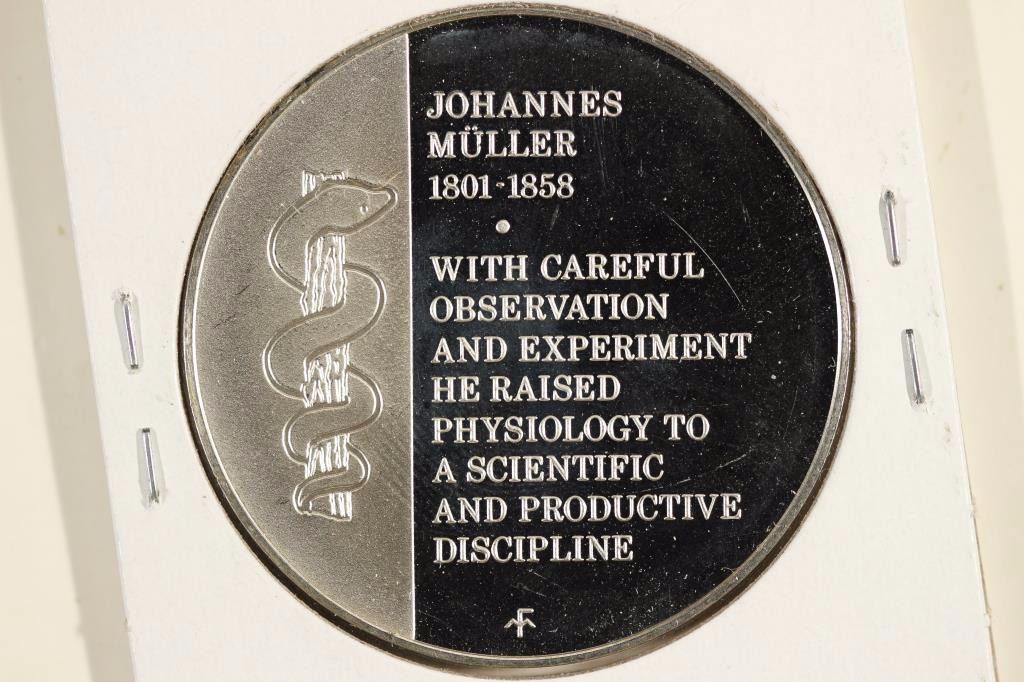 JOHANNES
MÜLLER
1801-1858
WITH CAREFUL
OBSERVATION
AND EXPERIMENT
HE RAISED
PHYSIOLOGY TO
A SCIENTIFIC
AND PRODUCTIVE
DISCIPLINE